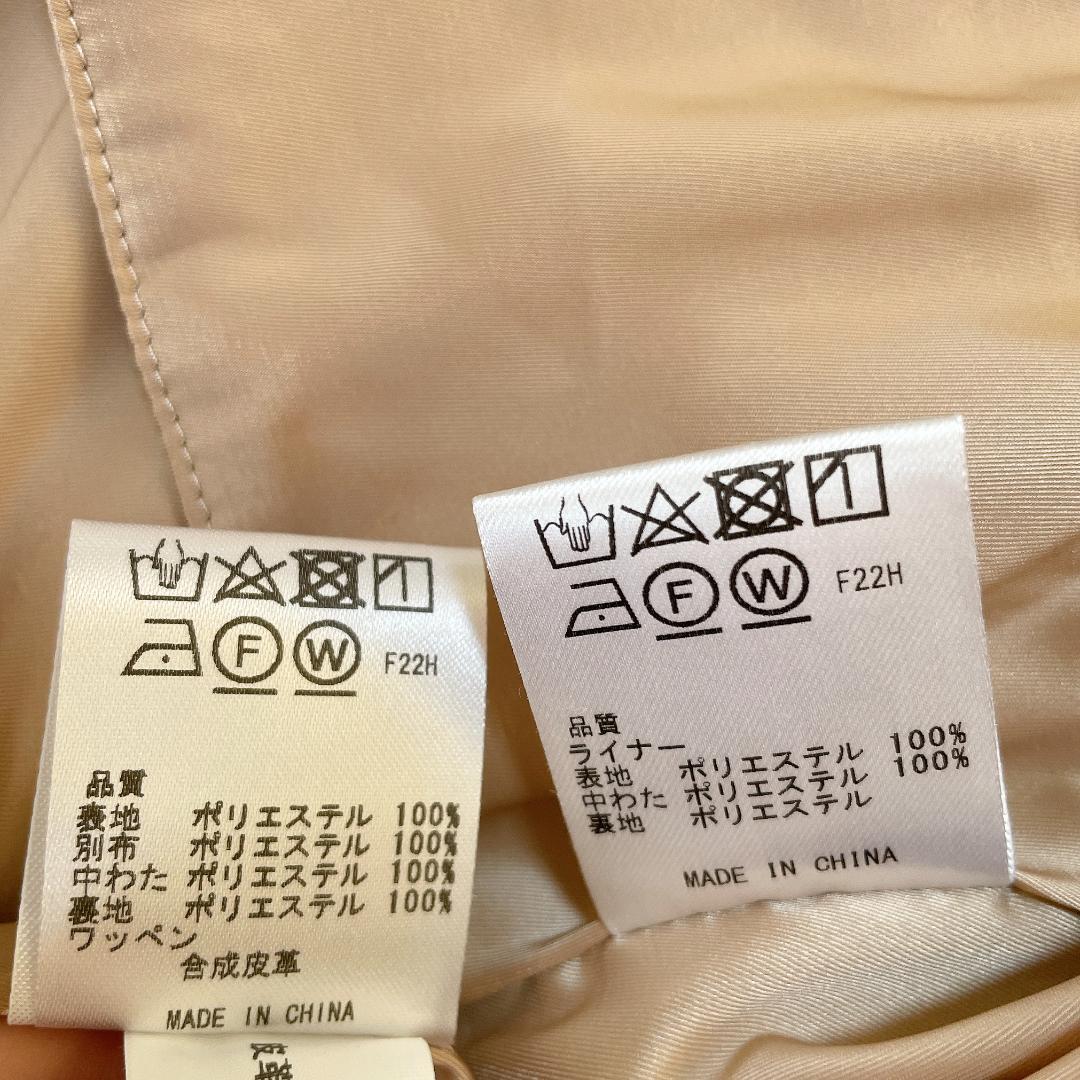 F
W
F22H
品質
表地 ポリエステル 100%
別布 ポリエステル 100%
中わた ポリエステル 100%
裏地 ポリエステル 100%
ワッペン
合成皮革
MADE IN CHINA
皮革
F
W
F22H
品質
ライナー
表地 ポリエステル 100%
中わた ポリエステル 100%
裏地 ポリエステル
MADE IN CHINA